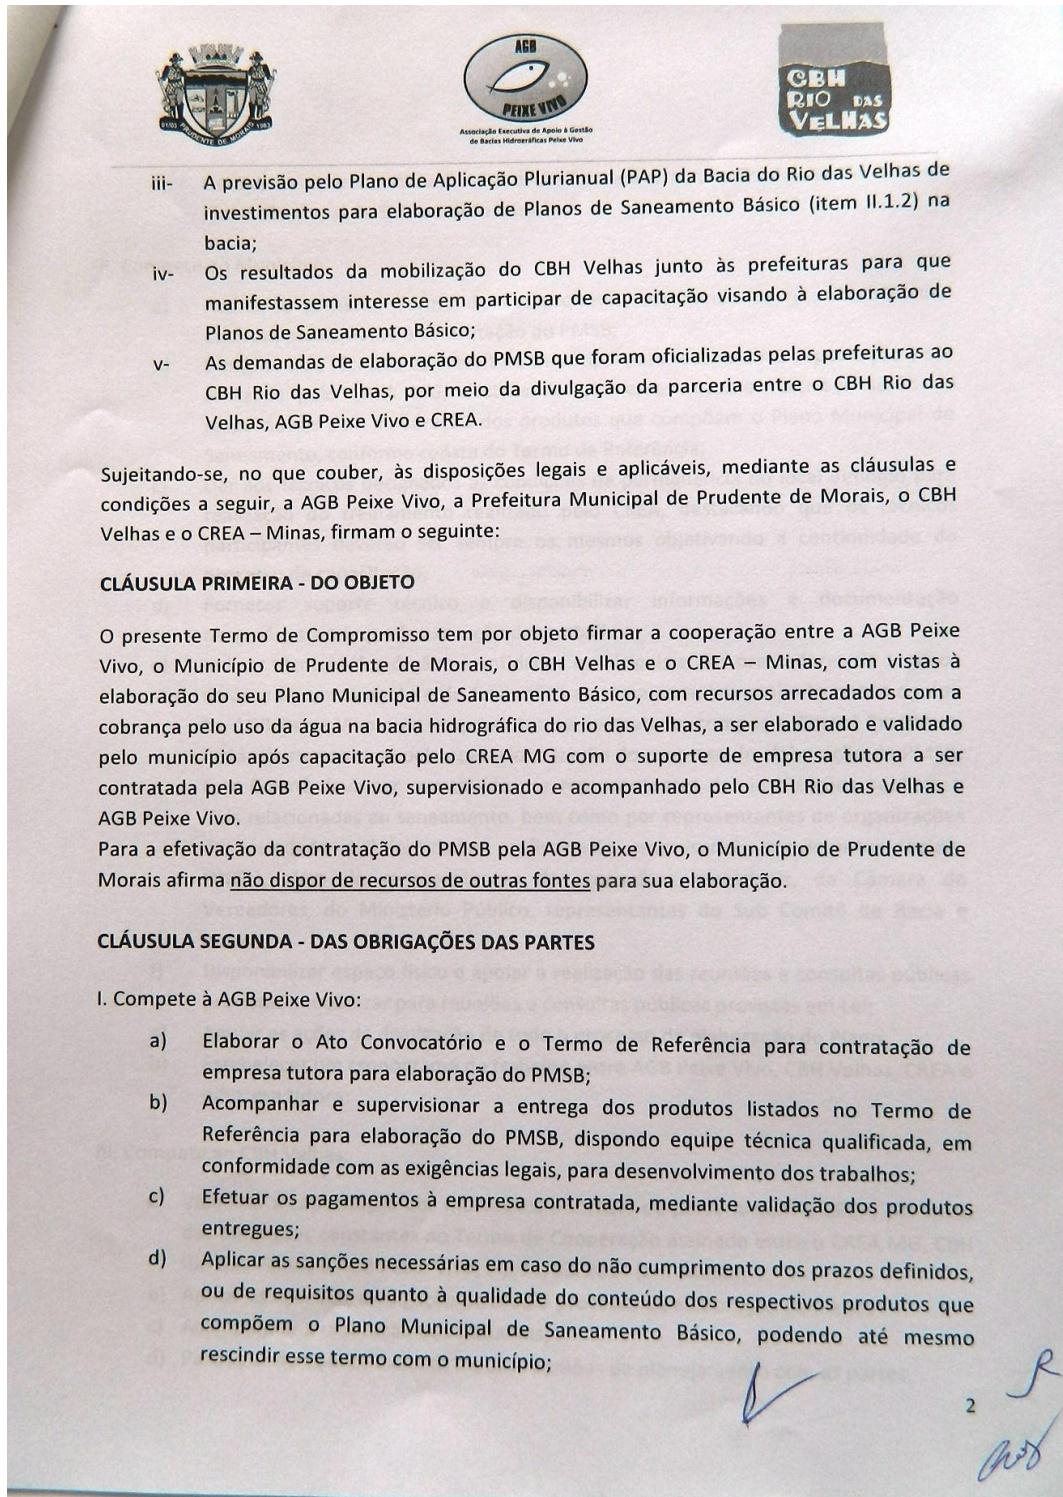 01/03 PRUDENTE DE MORAIS 1963
AGB
PEIXE VIVO
Associação Executiva de Apoio à Gestão
de Bacias Hidrográficas Peixe Vivo
CBH
RIO DAS
VELHAS
iii- A previsão pelo Plano de Aplicação Plurianual (PAP) da Bacia do Rio das Velhas de
investimentos para elaboração de Planos de Saneamento Básico (item II.1.2) na
bacia;
iv- Os resultados da mobilização do CBH Velhas junto às prefeituras para que
manifestassem interesse em participar de capacitação visando à elaboração de
Planos de Saneamento Básico;
v- As demandas de elaboração do PMSB que foram oficializadas pelas prefeituras ao
CBH Rio das Velhas, por meio da divulgação da parceria entre o CBH Rio das
Velhas, AGB Peixe Vivo e CREA.
Sujeitando-se, no que couber, às disposições legais e aplicáveis, mediante as cláusulas e
condições a seguir, a AGB Peixe Vivo, a Prefeitura Municipal de Prudente de Morais, o CBH
Velhas e o CREA – Minas, firmam o seguinte:
CLÁUSULA PRIMEIRA - DO OBJETO
O presente Termo de Compromisso tem por objeto firmar a cooperação entre a AGB Peixe
Vivo, o Município de Prudente de Morais, o CBH Velhas e o CREA – Minas, com vistas à
elaboração do seu Plano Municipal de Saneamento Básico, com recursos arrecadados com a
cobrança pelo uso da água na bacia hidrográfica do rio das Velhas, a ser elaborado e validado
pelo município após capacitação pelo CREA MG com o suporte de empresa tutora a ser
contratada pela AGB Peixe Vivo, supervisionado e acompanhado pelo CBH Rio das Velhas e
AGB Peixe Vivo.
Para a efetivação da contratação do PMSB pela AGB Peixe Vivo, o Município de Prudente de
Morais afirma não dispor de recursos de outras fontes para sua elaboração.
CLÁUSULA SEGUNDA - DAS OBRIGAÇÕES DAS PARTES
I. Compete à AGB Peixe Vivo:
a) Elaborar o Ato Convocatório e o Termo de Referência para contratação de
empresa tutora para elaboração do PMSB;
b) Acompanhar e supervisionar a entrega dos produtos listados no Termo de
Referência para elaboração do PMSB, dispondo equipe técnica qualificada, em
conformidade com as exigências legais, para desenvolvimento dos trabalhos;
c) Efetuar os pagamentos à empresa contratada, mediante validação dos produtos
entregues;
d) Aplicar as sanções necessárias em caso do não cumprimento dos prazos definidos,
ou de requisitos quanto à qualidade do conteúdo dos respectivos produtos que
compõem o Plano Municipal de Saneamento Básico, podendo até mesmo
rescindir esse termo com o município;
2